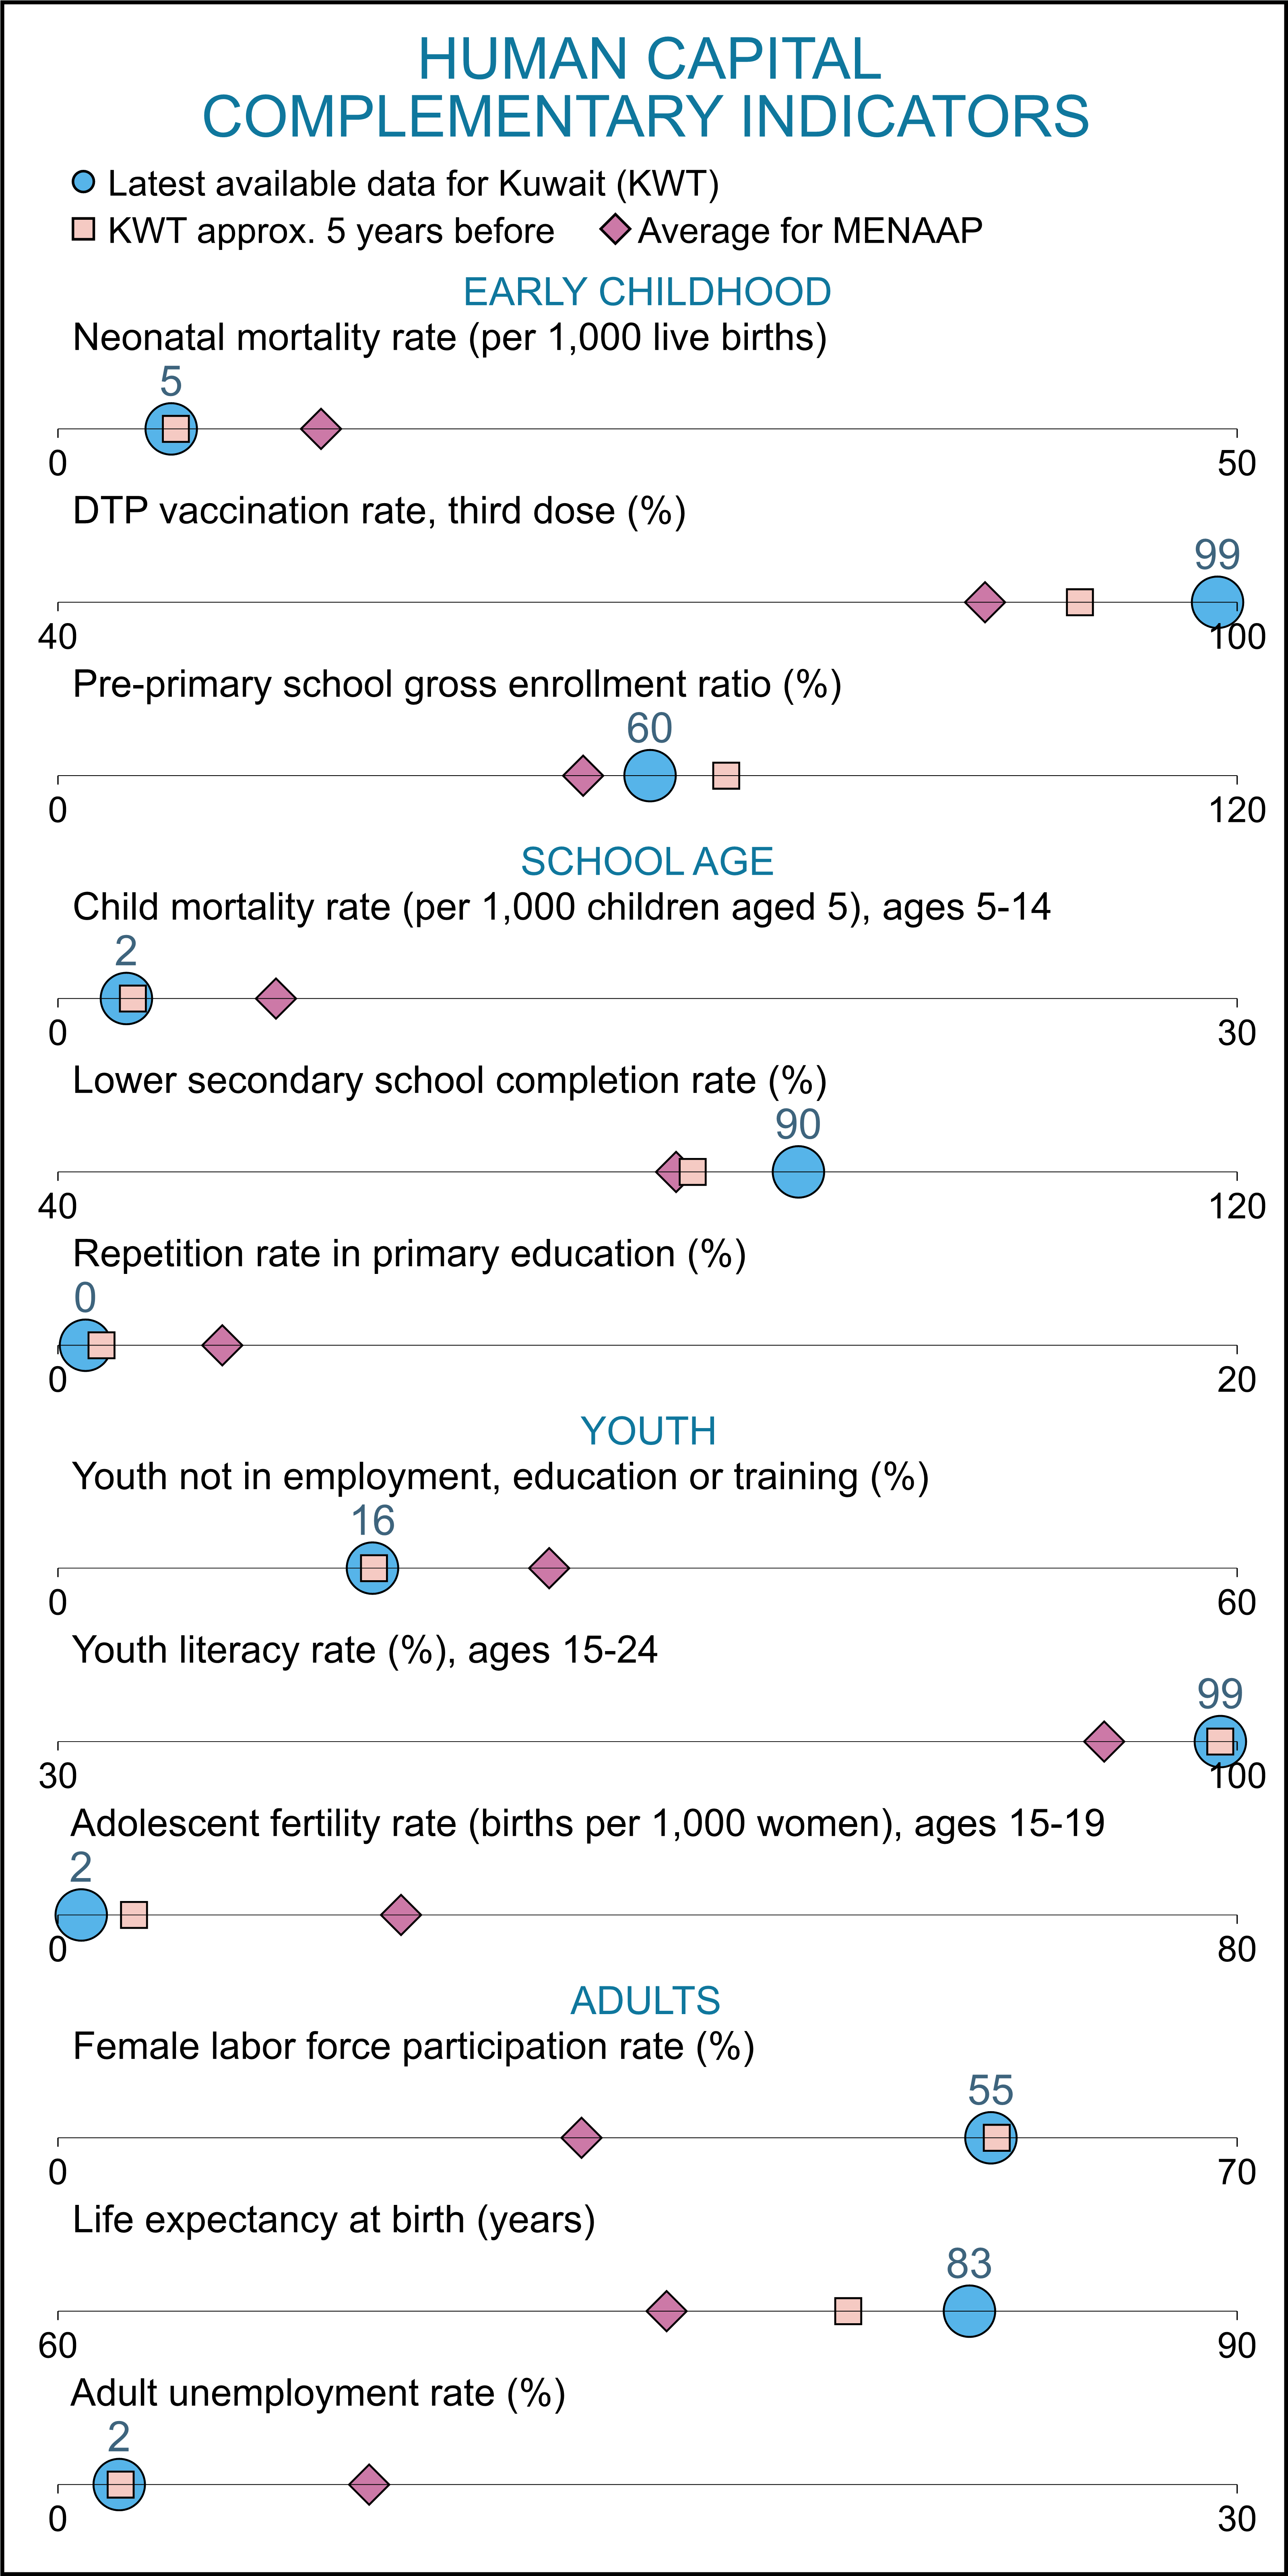 HUMAN CAPITAL
COMPLEMENTARY INDICATORS
Latest available data for Kuwait (KWT)
KWT approx. 5 years before Average for MENAAP
EARLY CHILDHOOD
Neonatal mortality rate (per 1,000 live births)
5
0 50
DTP vaccination rate, third dose (%)
99
40 100
Pre-primary school gross enrollment ratio (%)
60
0 120
SCHOOL AGE
Child mortality rate (per 1,000 children aged 5), ages 5-14
2
0 30
Lower secondary school completion rate (%)
90
40 120
Repetition rate in primary education (%)
0
0 20
YOUTH
Youth not in employment, education or training (%)
16
0 60
Youth literacy rate (%), ages 15-24
99
30 100
Adolescent fertility rate (births per 1,000 women), ages 15-19
2
0 80
ADULTS
Female labor force participation rate (%)
55
0 70
Life expectancy at birth (years)
83
60 90
Adult unemployment rate (%)
2
0 30